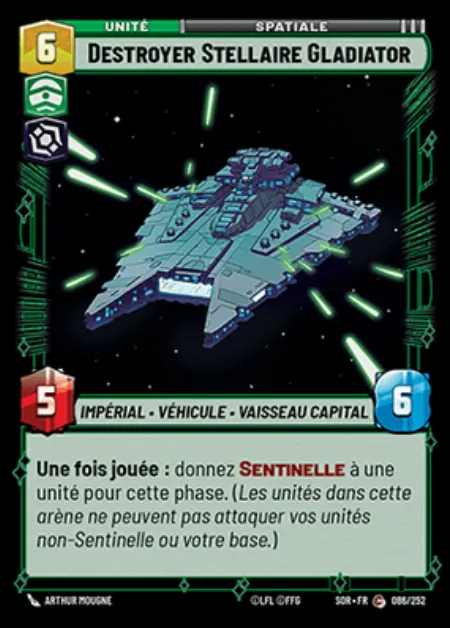 UNITÉ
SPATIALE
6
DESTROYER STELLAIRE GLADIATOR
5
IMPÉRIAL • VÉHICULE • VAISSEAU CAPITAL
6
Une fois jouée : donnez SENTINELLE à une
unité pour cette phase. (Les unités dans cette
arène ne peuvent pas attaquer vos unités
non-Sentinelle ou votre base.)
ARTHUR MOUGNE
©LFL ©FFG
SOR • FR
C
086/252